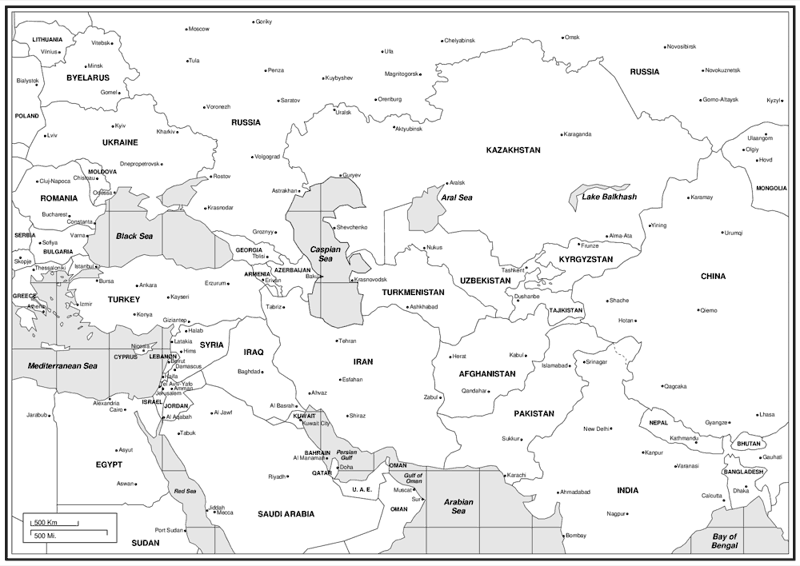 Gorky
Moscow
LITHUANIA
Vitebsk
Vilnius
Ufa
Chelyabinsk
Omsk
Novosibirsk
Tula
Minsk
Penza
Kuybyshev
Magnitogorsk
RUSSIA
Novokuznetsk
Bialystok
BYELARUS
Gomel
Voronezh
Saratov
Orenburg
Gorno-Altaysk
Kyzyl
POLAND
Uralsk
RUSSIA
Kyiv
Lviv
Kharkiv
Aktyubinsk
Karaganda
Ulaangom
UKRAINE
KAZAKHSTAN
Olgiy
Hovd
Dnepropetrovsk
Volgograd
MOLDOVA
Chisinau
Rostov
Guryev
Cluj-Napoca
Astrakhan
Aralsk
MONGOLIA
Odessa
ROMANIA
Aral Sea
Lake Balkhash
Karamay
Bucharest
Krasnodar
Constanta
Shevchenko
Yining
Urumqi
SERBIA
Varna
Black Sea
Groznyy
Alma-Ata
Sofiya
Caspian
Sea
Nukus
Frunze
BULGARIA
GEORGIA
Tbilisi
KYRGYZSTAN
Skopje
Thessaloniki
Istanbul
ARMENIA
AZERBAIJAN
Baku
Tashkent
CHINA
Bursa
Ankara
Erzurum
Erivan
Krasnovodsk
UZBEKISTAN
GREECE
TURKEY
Kayseri
TURKMENISTAN
Dushanbe
Shache
Athens
Izmir
Tabriz
Ashkhabad
TAJIKISTAN
Qiemo
Konya
Gaziantep
Hotan
Halab
Nicosia
Latakia
SYRIA
Tehran
CYPRUS
LEBANON
Hims
IRAQ
Herat
Kabul
Mediterranean Sea
Beirut
Damascus
IRAN
Islamabad
Srinagar
Haifa
Baghdad
AFGHANISTAN
Tel Aviv-Yafo
Amman
Esfahan
Qandahar
Qagraka
Jerusalem
Zabul
Alexandria
ISRAEL
JORDAN
Ahvaz
Cairo
Al Basrah
Jarabub
Al Aqabah
Al Jawf
KUWAIT
Shiraz
PAKISTAN
Lhasa
Kuwait City
NEPAL
Gyangze
Tabuk
New Delhi
Kathmandu
BHUTAN
Asyut
BAHRAIN
Persian
Gulf
Sukkur
Kanpur
Gauhati
EGYPT
Al Manamah
Doha
OMAN
Varanasi
BANGLADESH
Aswan
Riyadh
QATAR
Gulf of
Oman
Karachi
Red Sea
U. A. E.
Muscat
Ahmadabad
INDIA
Dhaka
Calcutta
Sur
Arabian
Sea
Jiddah
Mecca
OMAN
Nagpur
SAUDI ARABIA
500 Km
500 Mi.
Port Sudan
Bombay
Bay of
Bengal
SUDAN